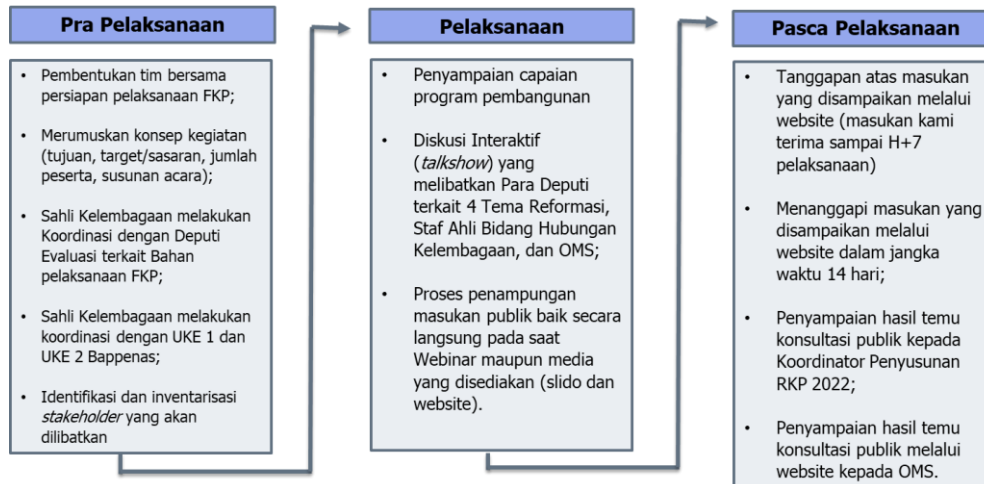 Pra Pelaksanaan
• Pembentukan tim bersama
persiapan pelaksanaan FKP;
• Merumuskan konsep kegiatan
(tujuan, target/sasaran, jumlah
peserta, susunan acara);
• Sahli Kelembagaan melakukan
Koordinasi dengan Deputi
Evaluasi terkait Bahan
pelaksanaan FKP;
• Sahli Kelembagaan melakukan
koordinasi dengan UKE 1 dan
UKE 2 Bappenas;
• Identifikasi dan inventarisasi
stakeholder yang akan
dilibatkan
Pelaksanaan
• Penyampaian capaian
program pembangunan
• Diskusi Interaktif
(talkshow) yang
melibatkan Para Deputi
terkait 4 Tema Reformasi,
Staf Ahli Bidang Hubungan
Kelembagaan, dan OMS;
• Proses penampungan
masukan publik baik secara
langsung pada saat
Webinar maupun media
yang disediakan (slido dan
website).
Pasca Pelaksanaan
• Tanggapan atas masukan
yang disampaikan melalui
website (masukan kami
terima sampai H+7
pelaksanaan)
• Menanggapi masukan yang
disampaikan melalui
website dalam jangka
waktu 14 hari;
• Penyampaian hasil temu
konsultasi publik kepada
Koordinator Penyusunan
RKP 2022;
• Penyampaian hasil temu
konsultasi publik melalui
website kepada OMS.